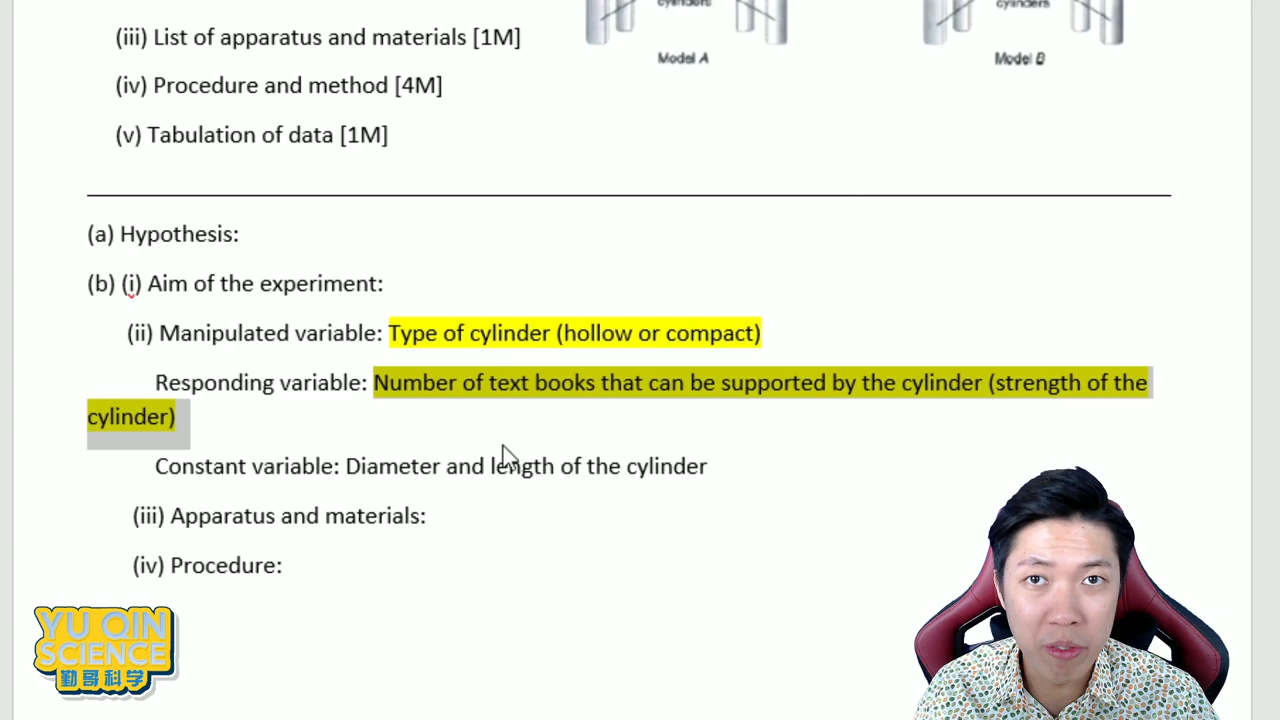 cylinders
cylinders
(iii) List of apparatus and materials [1M]
Model A
Model B
(iv) Procedure and method [4M]
(v) Tabulation of data [1M]
(a) Hypothesis:
(b) (i) Aim of the experiment:
(ii) Manipulated variable: Type of cylinder (hollow or compact)
Responding variable: Number of text books that can be supported by the cylinder (strength of the
cylinder)
Constant variable: Diameter and length of the cylinder
(iii) Apparatus and materials:
(iv) Procedure:
YU QIN
SCIENCE
勤哥科学